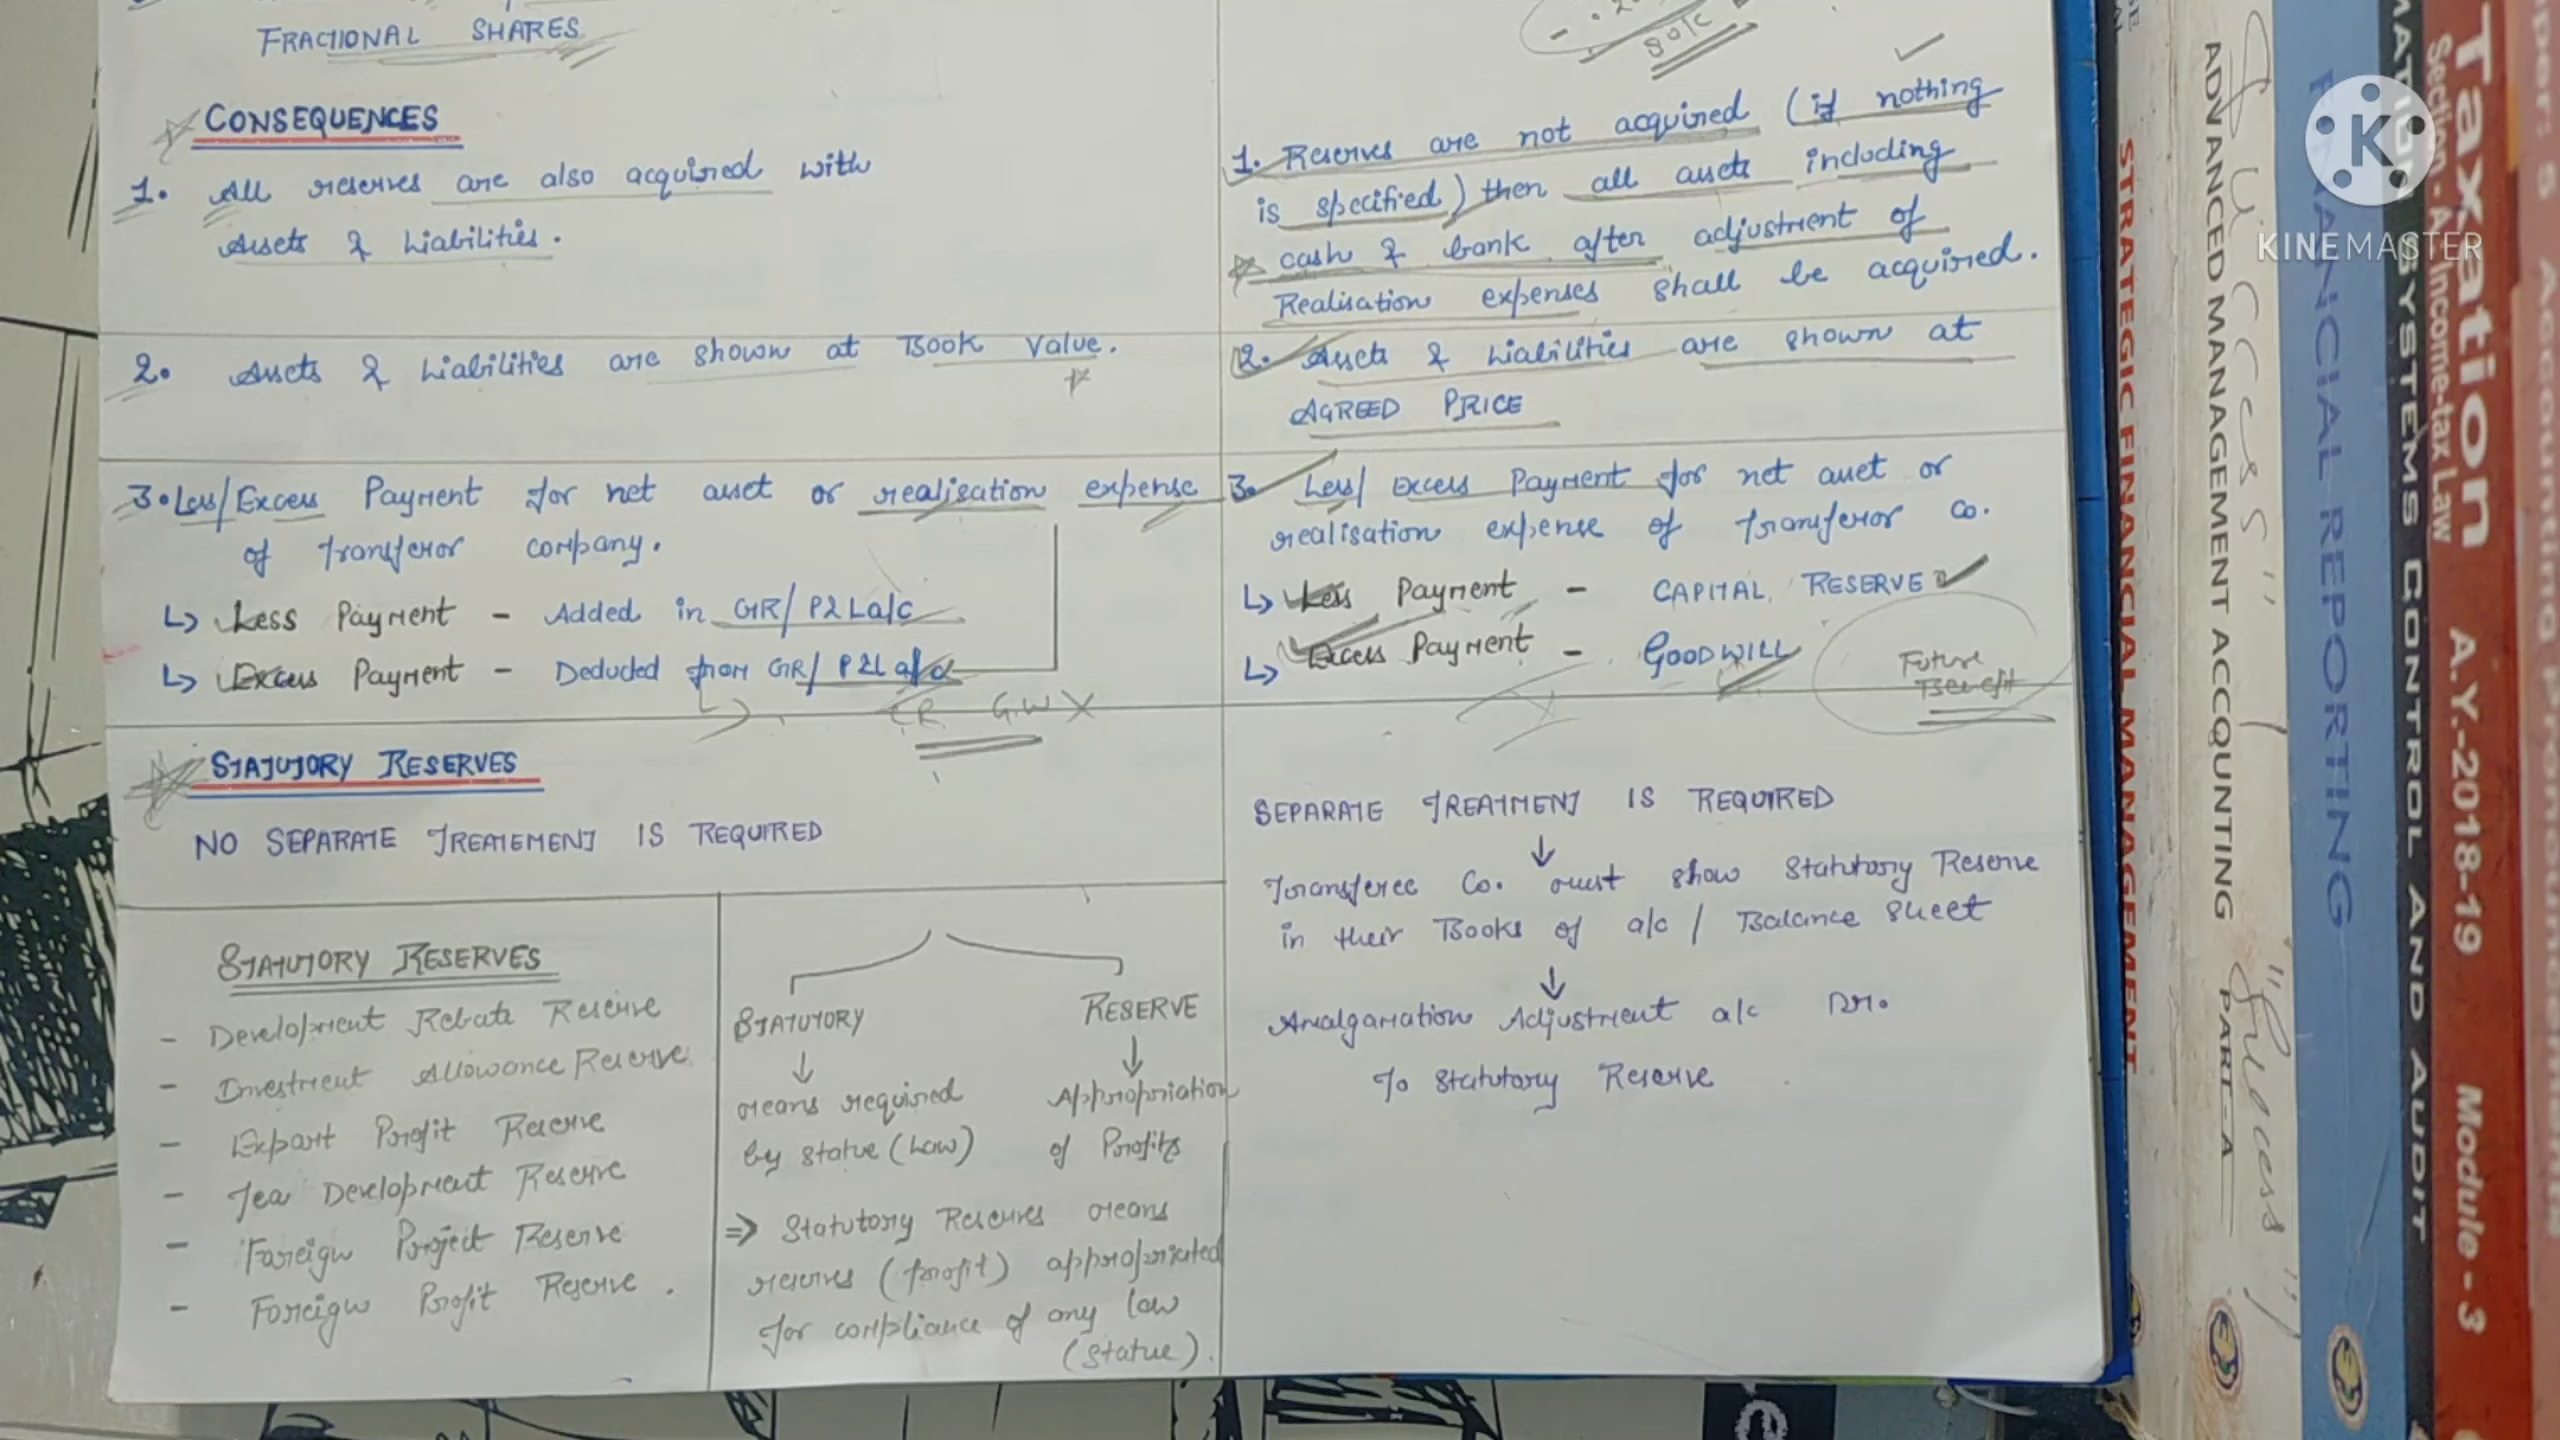 FRACTIONAL SHARES
CONSEQUENCES
1. All reserves are also acquired with
Assets & Liabilities.
2. Assets & Liabilities are shown at Book Value.
3. Less/Excess Payment for net asset or realisation expense
of transferor company.
↳ Less Payment - Added in GR/P&La/c
↳ Excess Payment - Deducted from GR/P&L a/c
CR G.W X
STATUTORY RESERVES
NO SEPARATE TREATEMENT IS REQUIRED
STATUTORY RESERVES
- Development Rebate Reserve
- Investment Allowance Reserve
- Export Profit Reserve
- Tea Development Reserve
- Foreign Project Reserve
- Foreign Profit Reserve.
STATUTORY
↓
means required
by statue (Law)
RESERVE
↓
Appropriation
of Profits
⇒ Statutory Reserves means
reserves (profit) appropriated
for compliance of any law
(statue).
80/c
1. Reserves are not acquired (if nothing
is specified) then all assets including
cash & bank after adjustment of
Realisation expenses shall be acquired.
2. Assets & Liabilities are shown at
AGREED PRICE
3. Less/Excess Payment for net asset or
realisation expense of transferor co.
↳ Less Payment - CAPITAL RESERVE
↳ Excess Payment - GOODWILL
Future
Benefit
SEPARATE TREATMENT IS REQUIRED
↓
Transferee Co. must show Statutory Reserve
in their Books of a/c / Balance Sheet
↓
Amalgamation Adjustment a/c Dr.
To Statutory Reserve
STRATEGIC FINANCIAL MANAGEMENT
ADVANCED MANAGEMENT ACCOUNTING PART-A
"Success"
FINANCIAL REPORTING
SYSTEMS CONTROL AND AUDIT
Taxation A.Y.-2018-19 Module-3
Section-A Income-tax Law
K
KINEMASTER